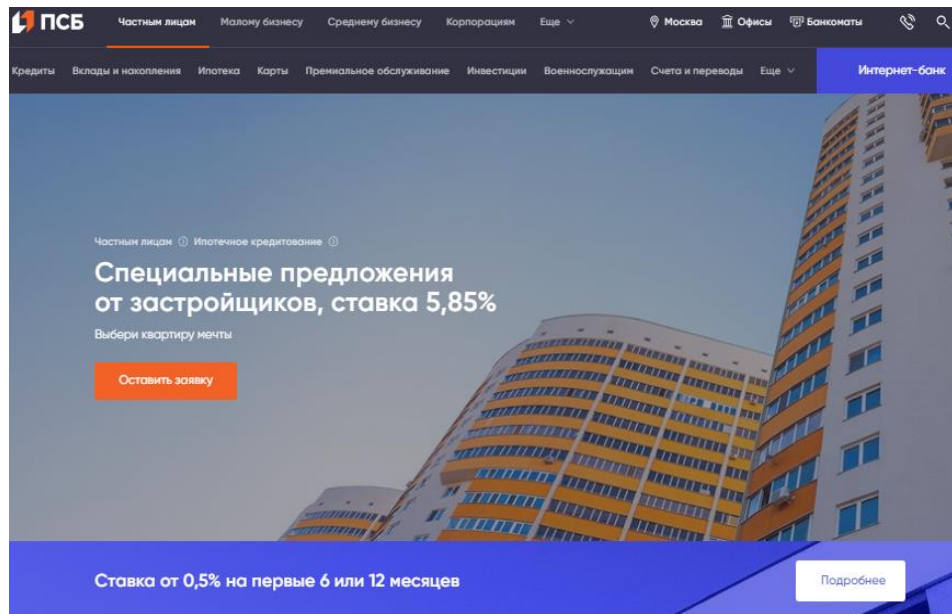 ПСБ Частным лицам Малому бизнесу Среднему бизнесу Корпорациям Еще Москва Офисы Банкоматы
Кредиты Вклады и накопления Ипотека Карты Премиальное обслуживание Инвестиции Военнослужащим Счета и переводы Еще Интернет-банк
Частным лицам Ипотечное кредитование
Специальные предложения
от застройщиков, ставка 5,85%
Выбери квартиру мечты
Оставить заявку
Ставка от 0,5% на первые 6 или 12 месяцев Подробнее